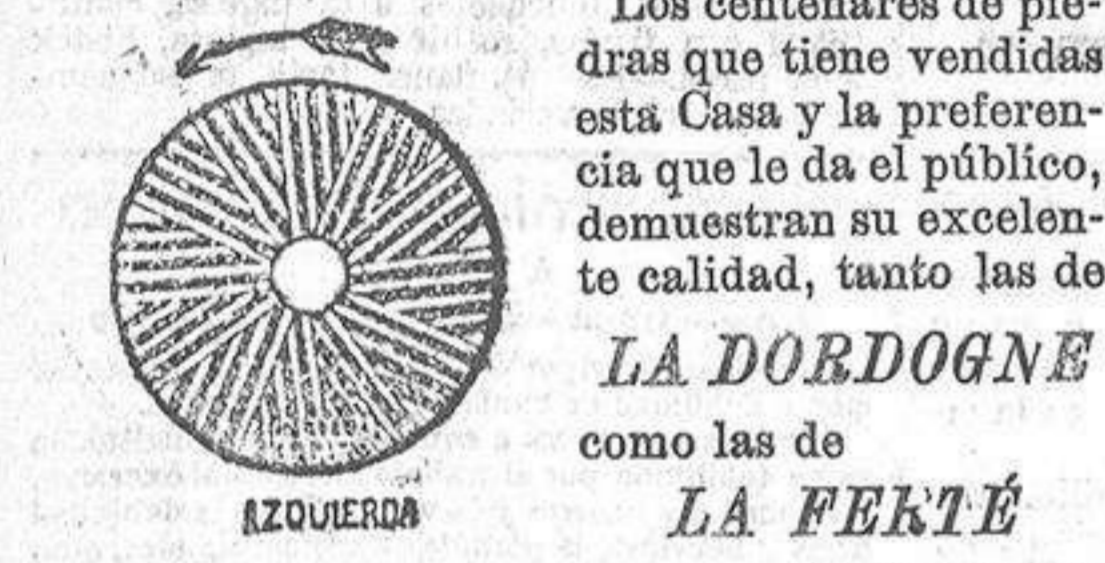 Los centenares de pie-
dras que tiene vendidas
esta Casa y la preferen-
cia que le da el público,
demuestran su excelen-
te calidad, tanto las de
LA DORDOGNE
como las de
LA FERTÉ
IZQUIERDA